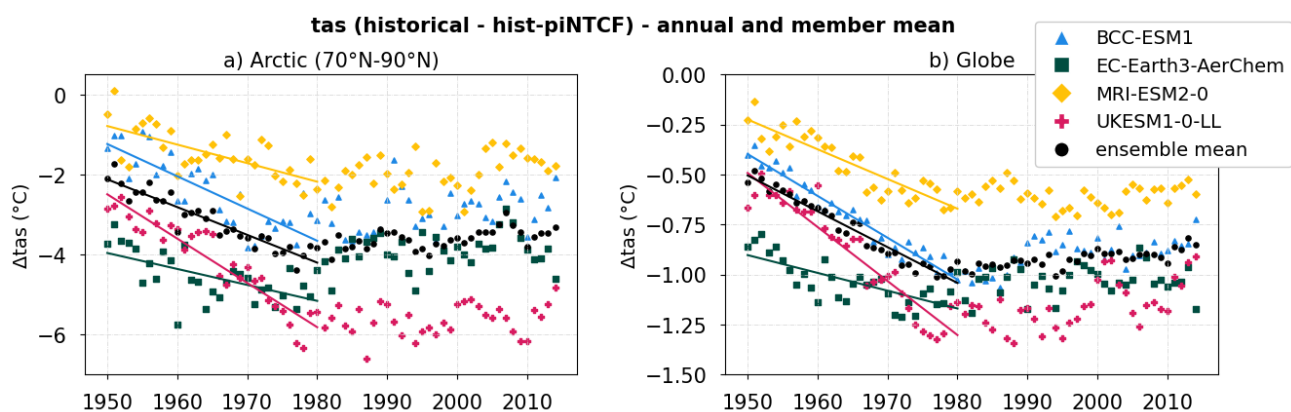 tas (historical - hist-piNTCF) - annual and member mean
a) Arctic (70°N-90°N)
b) Globe
BCC-ESM1
EC-Earth3-AerChem
MRI-ESM2-0
UKESM1-0-LL
ensemble mean
Δtas (°C)
0
−2
−4
−6
1950 1960 1970 1980 1990 2000 2010
Δtas (°C)
0.00
−0.25
−0.50
−0.75
−1.00
−1.25
−1.50
1950 1960 1970 1980 1990 2000 2010